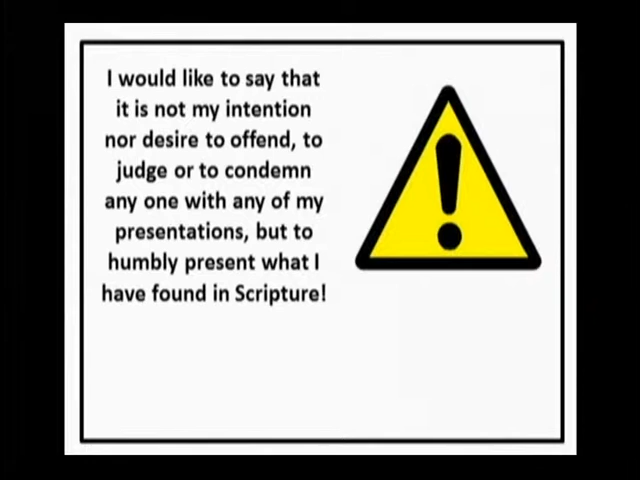 I would like to say that
it is not my intention
nor desire to offend, to
judge or to condemn
any one with any of my
presentations, but to
humbly present what I
have found in Scripture!